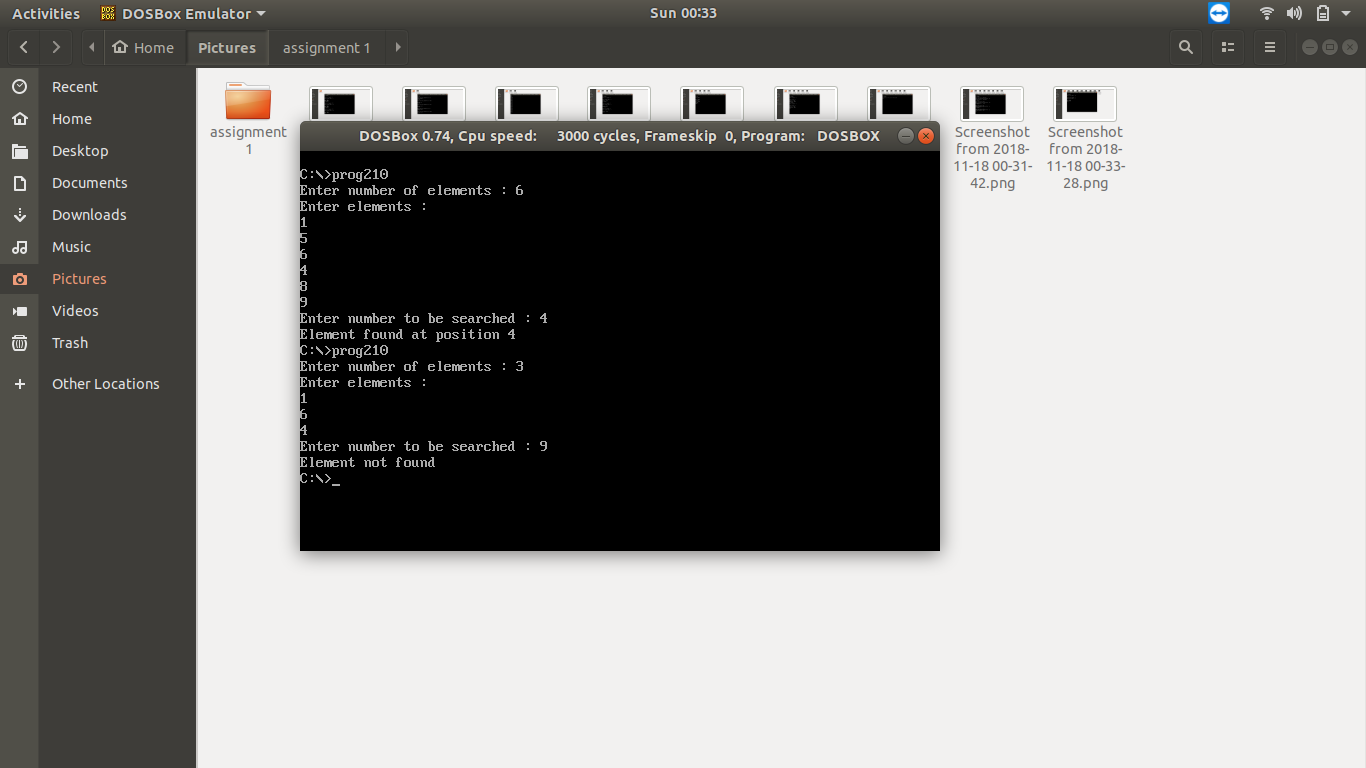 Activities DOSBox Emulator Sun 00:33
Home Pictures assignment 1
Recent
Home
Desktop
Documents
Downloads
Music
Pictures
Videos
Trash
+ Other Locations
assignment
1
Screenshot
from 2018-
11-18 00-31-
42.png
Screenshot
from 2018-
11-18 00-33-
28.png
DOSBox 0.74, Cpu speed: 3000 cycles, Frameskip 0, Program: DOSBOX
C:\>prog210
Enter number of elements : 6
Enter elements :
1
5
6
4
8
9
Enter number to be searched : 4
Element found at position 4
C:\>prog210
Enter number of elements : 3
Enter elements :
1
6
4
Enter number to be searched : 9
Element not found
C:\>_